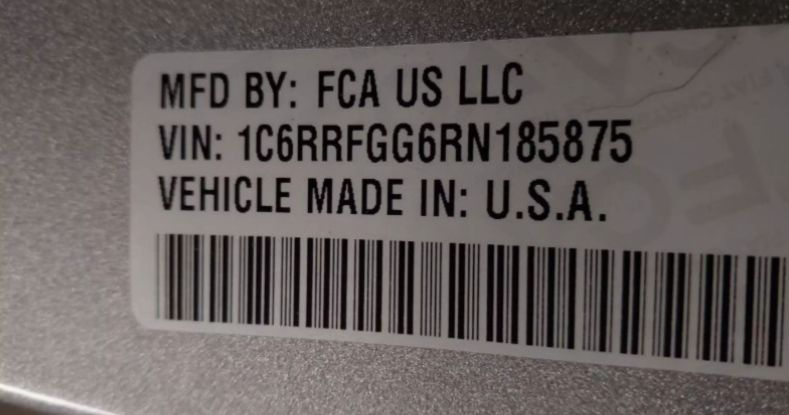 MFD BY: FCA US LLC
VIN: 1C6RRFGG6RN185875
VEHICLE MADE IN: U.S.A.